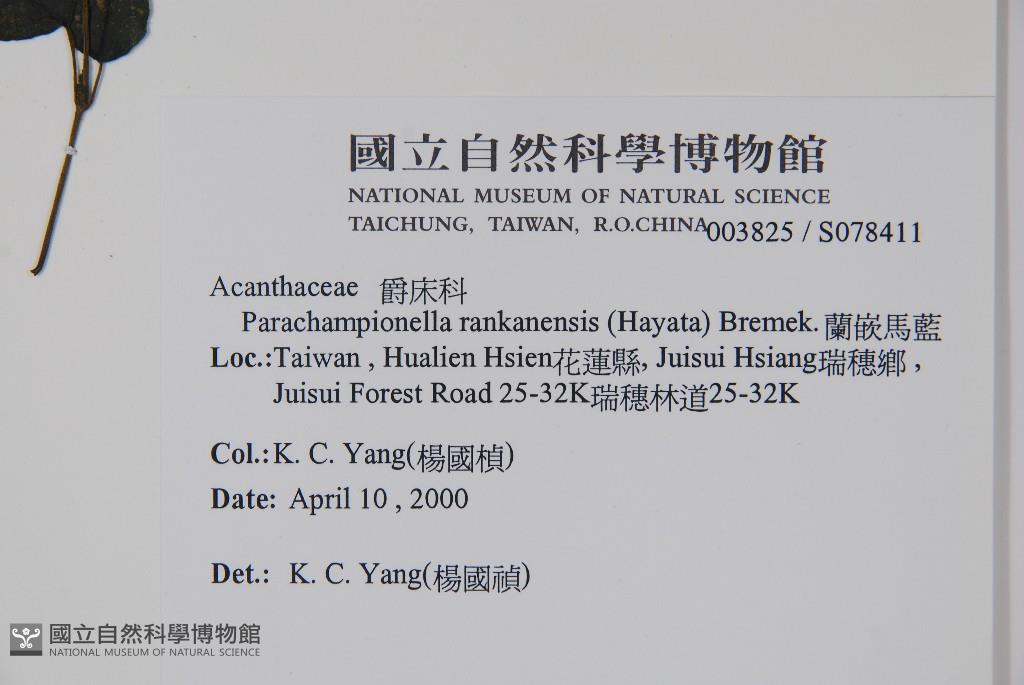 國立自然科學博物館
NATIONAL MUSEUM OF NATURAL SCIENCE
TAICHUNG, TAIWAN, R.O.CHINA 003825 / S078411
Acanthaceae 爵床科
Parachampionella rankanensis (Hayata) Bremek. 蘭嵌馬藍
Loc.:Taiwan , Hualien Hsien花蓮縣, Juisui Hsiang瑞穗鄉 ,
Juisui Forest Road 25-32K瑞穗林道25-32K
Col.: K. C. Yang(楊國楨)
Date: April 10 , 2000
Det.: K. C. Yang(楊國禎)
國立自然科學博物館
NATIONAL MUSEUM OF NATURAL SCIENCE